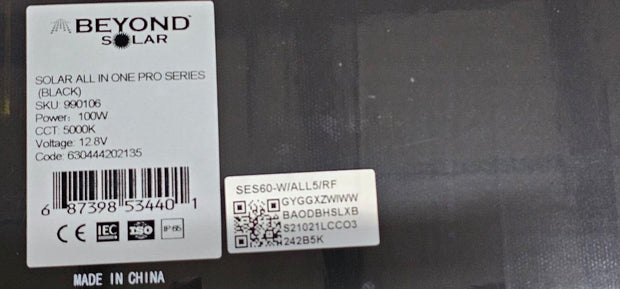 BEYOND™
SOLAR
SOLAR ALL IN ONE PRO SERIES
(BLACK)
SKU: 990106
Power: 100W
CCT: 5000K
Voltage: 12.8V
Code: 630444202135
6 87398 53440 1
CE IEC ISO IP65
MADE IN CHINA
SES60-W/ALL5/RF
GYGGXZWIWW
BAODBHSLXB
S21021LCCO3
242B5K